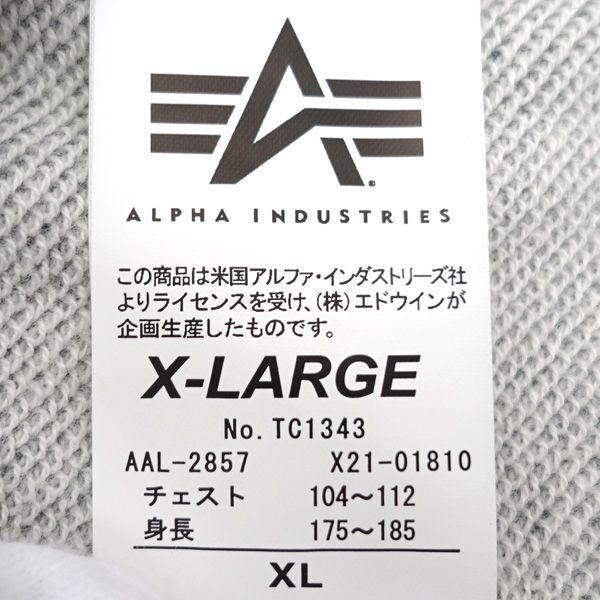 ALPHA INDUSTRIES
この商品は米国アルファ・インダストリーズ社
よりライセンスを受け、(株)エドウインが
企画生産したものです。
X-LARGE
No. TC1343
AAL-2857 X21-01810
チェスト 104〜112
身長 175〜185
XL